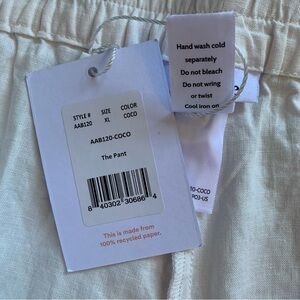 Hand wash cold
separately
Do not bleach
Do not wring
or twist
Cool iron on
e
STYLE # SIZE COLOR
AAB120 XL COCO
AAB120-COCO
The Pant
8 40302 30686 4
Tag is made from
100% recycled paper.